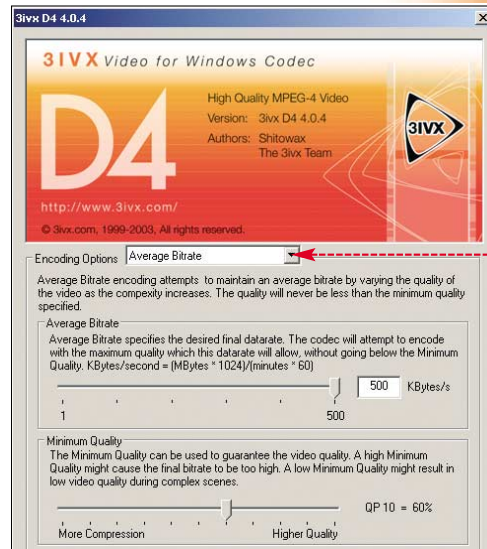 3ivx D4 4.0.4
3IVX Video for Windows Codec
D4
High Quality MPEG-4 Video
Version: 3ivx D4 4.0.4
Authors: Shitowax
The 3ivx Team
3IVX
http://www.3ivx.com/
© 3ivx.com, 1999-2003, All rights reserved.
Encoding Options Average Bitrate
Average Bitrate encoding attempts to maintain an average bitrate by varying the quality of
the video as the compexity increases. The quality will never be less than the minimum quality
specified.
Average Bitrate
Average Bitrate specifies the desired final datarate. The codec will attempt to encode
with the maximum quality which this datarate will allow, without going below the Minimum
Quality. KBytes/second = (MBytes * 1024)/(minutes * 60)
500 KBytes/s
1 500
Minimum Quality
The Minimum Quality can be used to guarantee the video quality. A high Minimum
Quality might cause the final bitrate to be too high. A low Minimum Quality might result in
low video quality during complex scenes.
QP 10 = 60%
More Compression Higher Quality